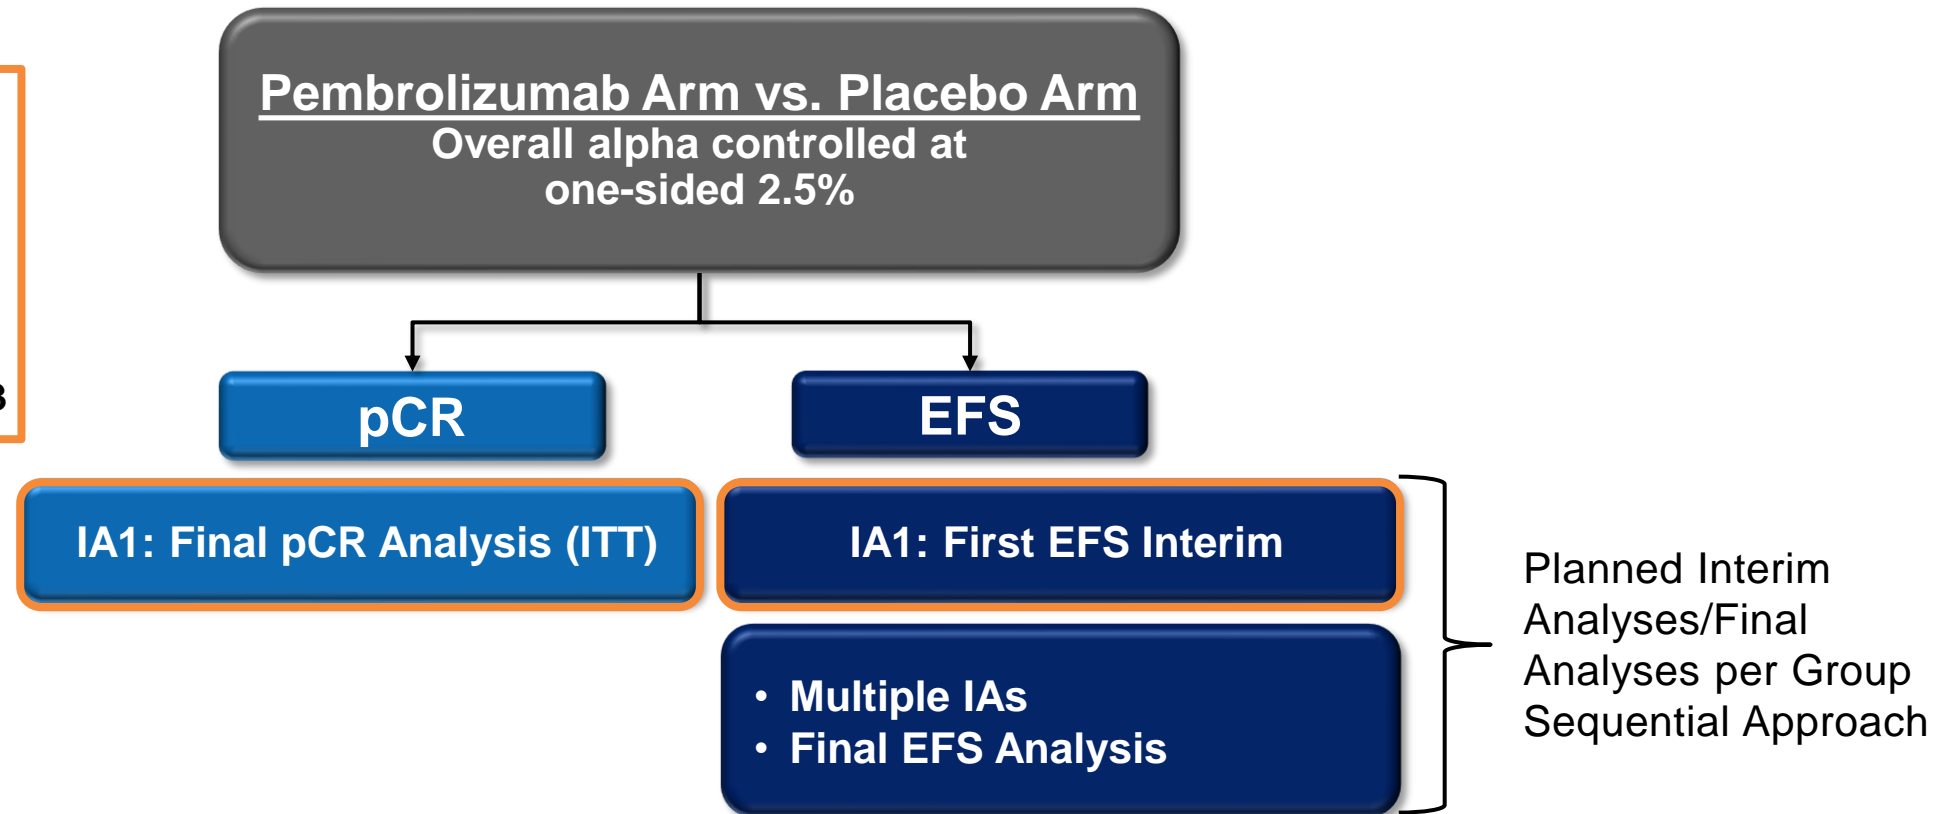 Pembrolizumab Arm vs. Placebo Arm
Overall alpha controlled at
one-sided 2.5%
pCR
EFS
IA1: Final pCR Analysis (ITT)
IA1: First EFS Interim
• Multiple IAs
• Final EFS Analysis
Planned Interim
Analyses/Final
Analyses per Group
Sequential Approach